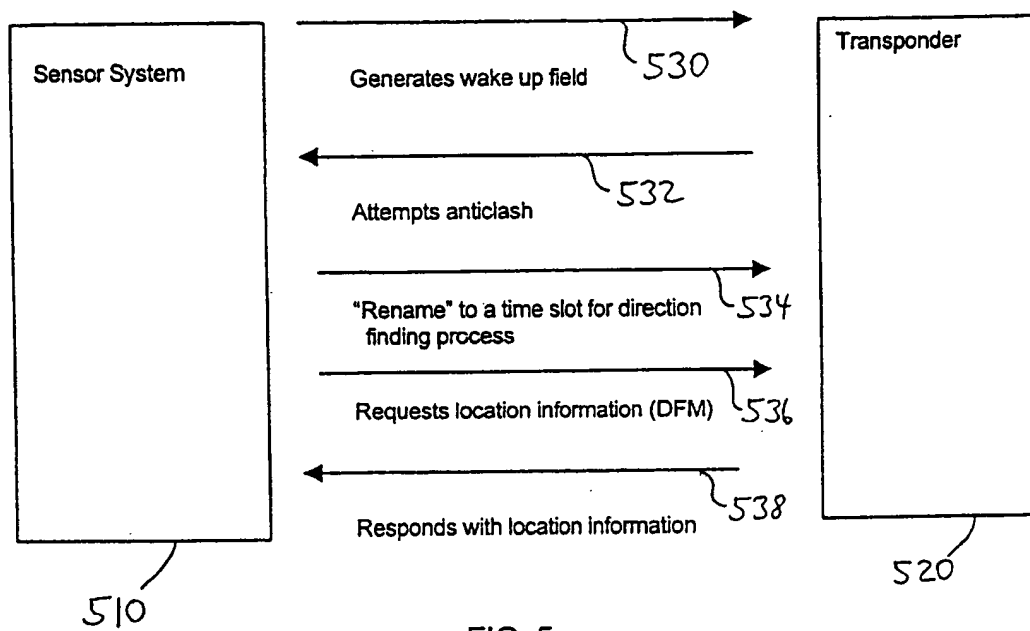 Sensor System
530
Transponder
Generates wake up field
532
Attempts anticlash
534
"Rename" to a time slot for direction
finding process
536
Requests location information (DFM)
538
Responds with location information
510
520